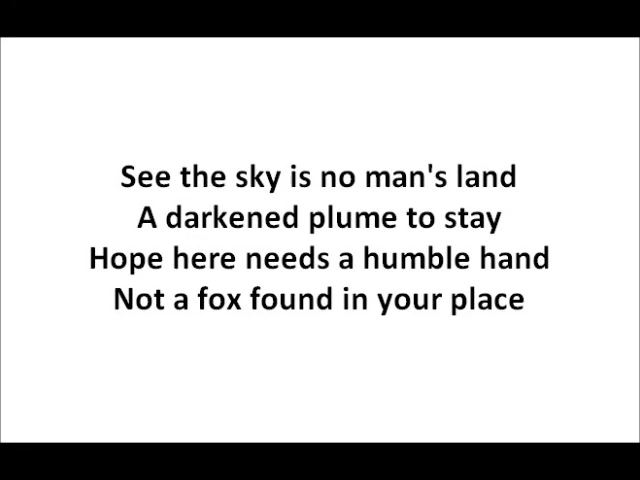 See the sky is no man's land
A darkened plume to stay
Hope here needs a humble hand
Not a fox found in your place